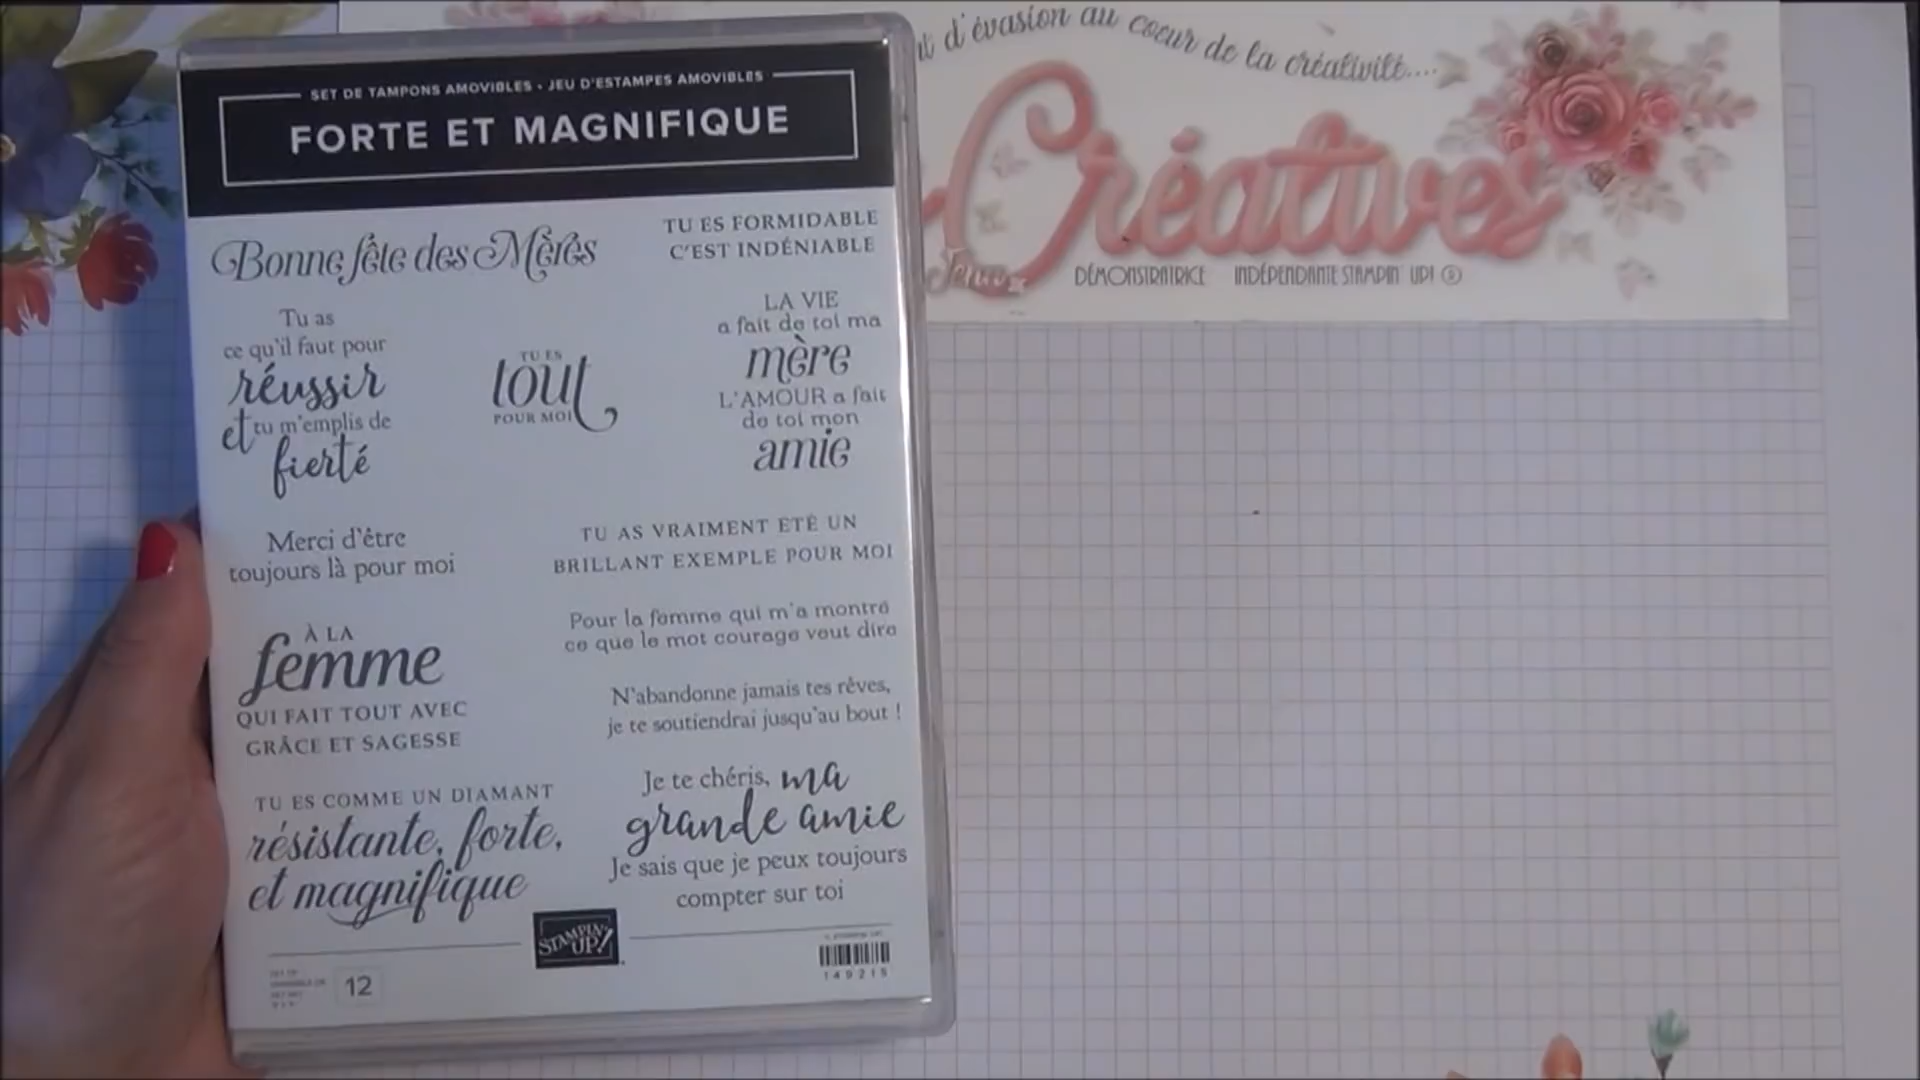 SET DE TAMPONS AMOVIBLES • JEU D'ESTAMPES AMOVIBLES
FORTE ET MAGNIFIQUE
Bonne fête des Mères
TU ES FORMIDABLE
C'EST INDÉNIABLE
Tu as
ce qu'il faut pour
réussir
et tu m'emplis de
fierté
TU ES
tout
POUR MOI
LA VIE
a fait de toi ma
mère
L'AMOUR a fait
de toi mon
amie
Merci d'être
toujours là pour moi
TU AS VRAIMENT ÉTÉ UN
BRILLANT EXEMPLE POUR MOI
À LA
femme
QUI FAIT TOUT AVEC
GRÂCE ET SAGESSE
Pour la femme qui m'a montré
ce que le mot courage veut dire
N'abandonne jamais tes rêves,
je te soutiendrai jusqu'au bout !
TU ES COMME UN DIAMANT
résistante, forte,
et magnifique
Je te chéris, ma
grande amie
Je sais que je peux toujours
compter sur toi
STAMPIN'
UP!
12
149215
d'évasion au coeur de la créativité....
Créatives
DÉMONSTRATRICE INDÉPENDANTE STAMPIN' UP! ®